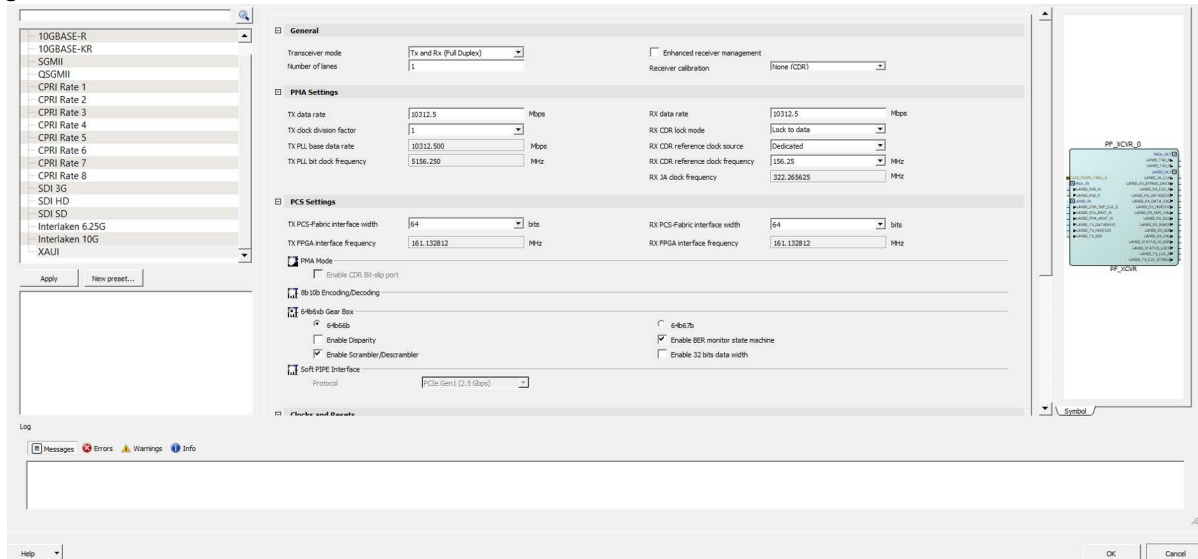 10GBASE-R
10GBASE-KR
SGMII
QSGMII
CPRI Rate 1
CPRI Rate 2
CPRI Rate 3
CPRI Rate 4
CPRI Rate 5
CPRI Rate 6
CPRI Rate 7
CPRI Rate 8
SDI 3G
SDI HD
SDI SD
Interlaken 6.25G
Interlaken 10G
XAUI
Apply New preset...
General
Transceiver mode Tx and Rx (Full Duplex) Enhanced receiver management
Number of lanes 1 Receiver calibration None (CDR)
PMA Settings
TX data rate 10312.5 Mbps RX data rate 10312.5 Mbps
TX clock division factor 1 RX CDR lock mode Lock to data
TX PLL base data rate 10312.500 Mbps RX CDR reference clock source Dedicated
TX PLL bit clock frequency 5156.250 MHz RX CDR reference clock frequency 156.25 MHz
RX JA clock frequency 322.265625 MHz
PCS Settings
TX PCS-Fabric interface width 64 bits RX PCS-Fabric interface width 64 bits
TX FPGA interface frequency 161.132812 MHz RX FPGA interface frequency 161.132812 MHz
PMA Mode
Enable CDR Bit-slip port
8b10b Encoding/Decoding
64b6xb Gear Box
64b66b 64b67b
Enable Disparity Enable BER monitor state machine
Enable Scrambler/Descrambler Enable 32 bits data width
Soft PIPE Interface
Protocol PCIe Gen1 (2.5 Gbps)
Clocks and Resets
PF_XCVR_0
PF_XCVR
Symbol
Log
Messages Errors Warnings Info
Help OK Cancel